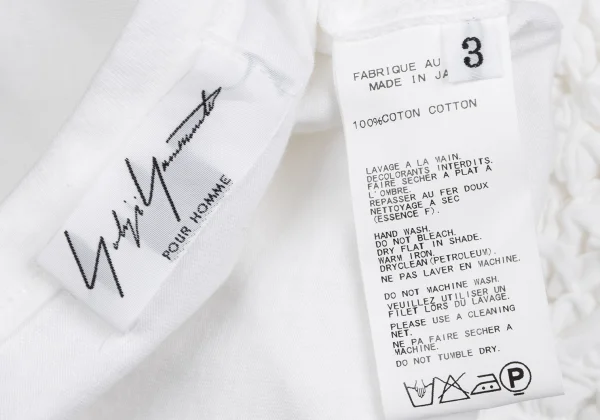 Yohji Yamamoto
POUR HOMME
3
FABRIQUE AU
MADE IN JA
100%COTON COTTON
LAVAGE A LA MAIN.
DECOLORANTS INTERDITS.
FAIRE SECHER A PLAT A
L'OMBRE.
REPASSER AU FER DOUX
NETTOYAGE A SEC
(ESSENCE F).
HAND WASH.
DO NOT BLEACH.
DRY FLAT IN SHADE.
WARM IRON.
DRYCLEAN(PETROLEUM).
NE PAS LAVER EN MACHINE.
DO NOT MACHINE WASH.
VEUILLEZ UTILISER UN
FILET LORS DU LAVAGE.
PLEASE USE A CLEANING
NET.
NE PA FAIRE SECHER A
MACHINE.
DO NOT TUMBLE DRY.
P